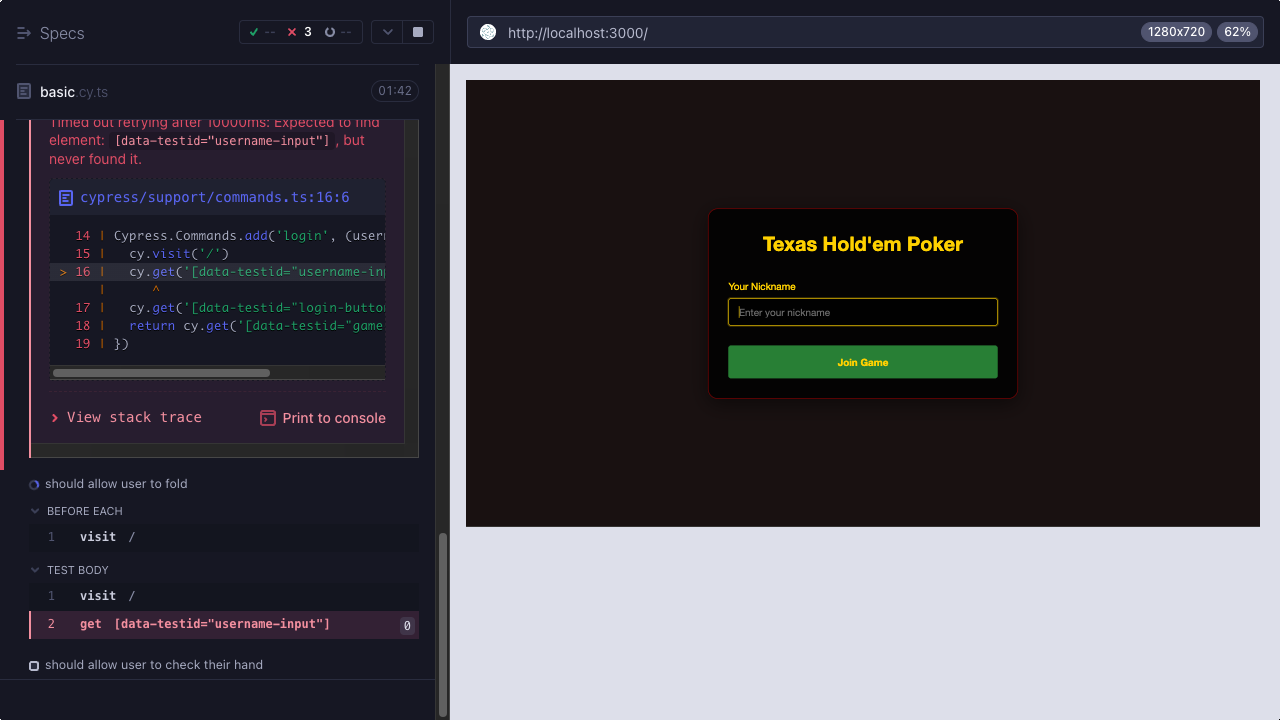 Specs
-- 3 --
http://localhost:3000/
1280x720
62%
basic.cy.ts
01:42
Timed out retrying after 10000ms: Expected to find
element: [data-testid="username-input"], but
never found it.
cypress/support/commands.ts:16:6
14 | Cypress.Commands.add('login', (usern
15 | cy.visit('/')
> 16 | cy.get('[data-testid="username-inp
| ^
17 | cy.get('[data-testid="login-button
18 | return cy.get('[data-testid="game
19 | })
View stack trace
Print to console
should allow user to fold
BEFORE EACH
1 visit /
TEST BODY
1 visit /
2 get [data-testid="username-input"] 0
should allow user to check their hand
Texas Hold'em Poker
Your Nickname
Enter your nickname
Join Game